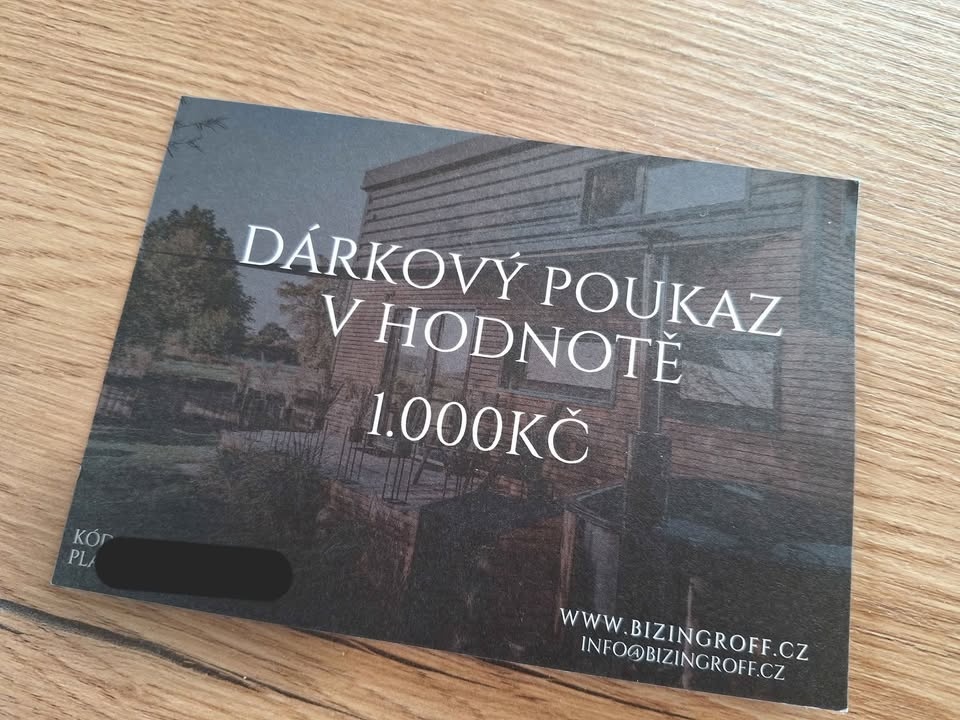 DÁRKOVÝ POUKAZ
V HODNOTĚ
1.000KČ
WWW.BIZINGROFF.CZ
INFO@BIZINGROFF.CZ